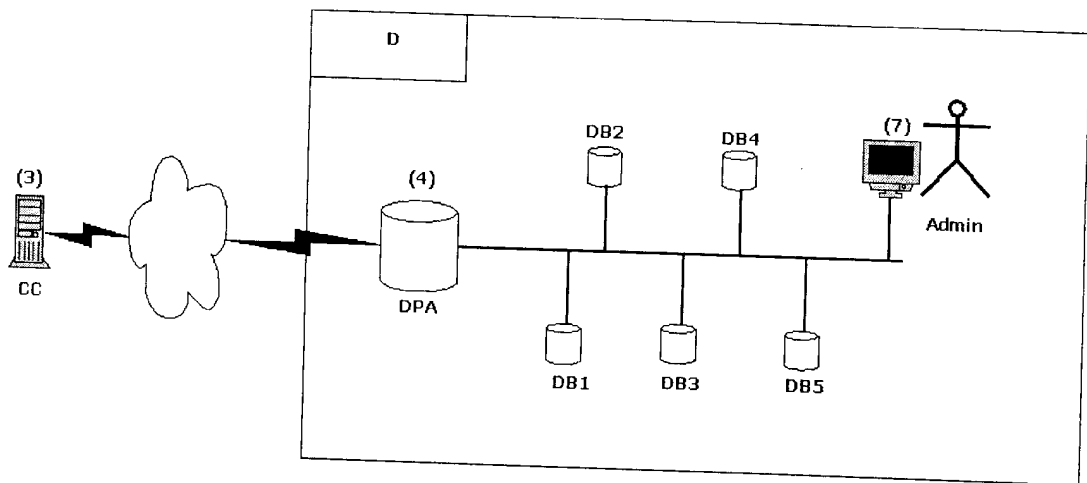 D
DB2
DB4
(7)
(3)
(4)
Admin
CC
DPA
DB1
DB3
DB5